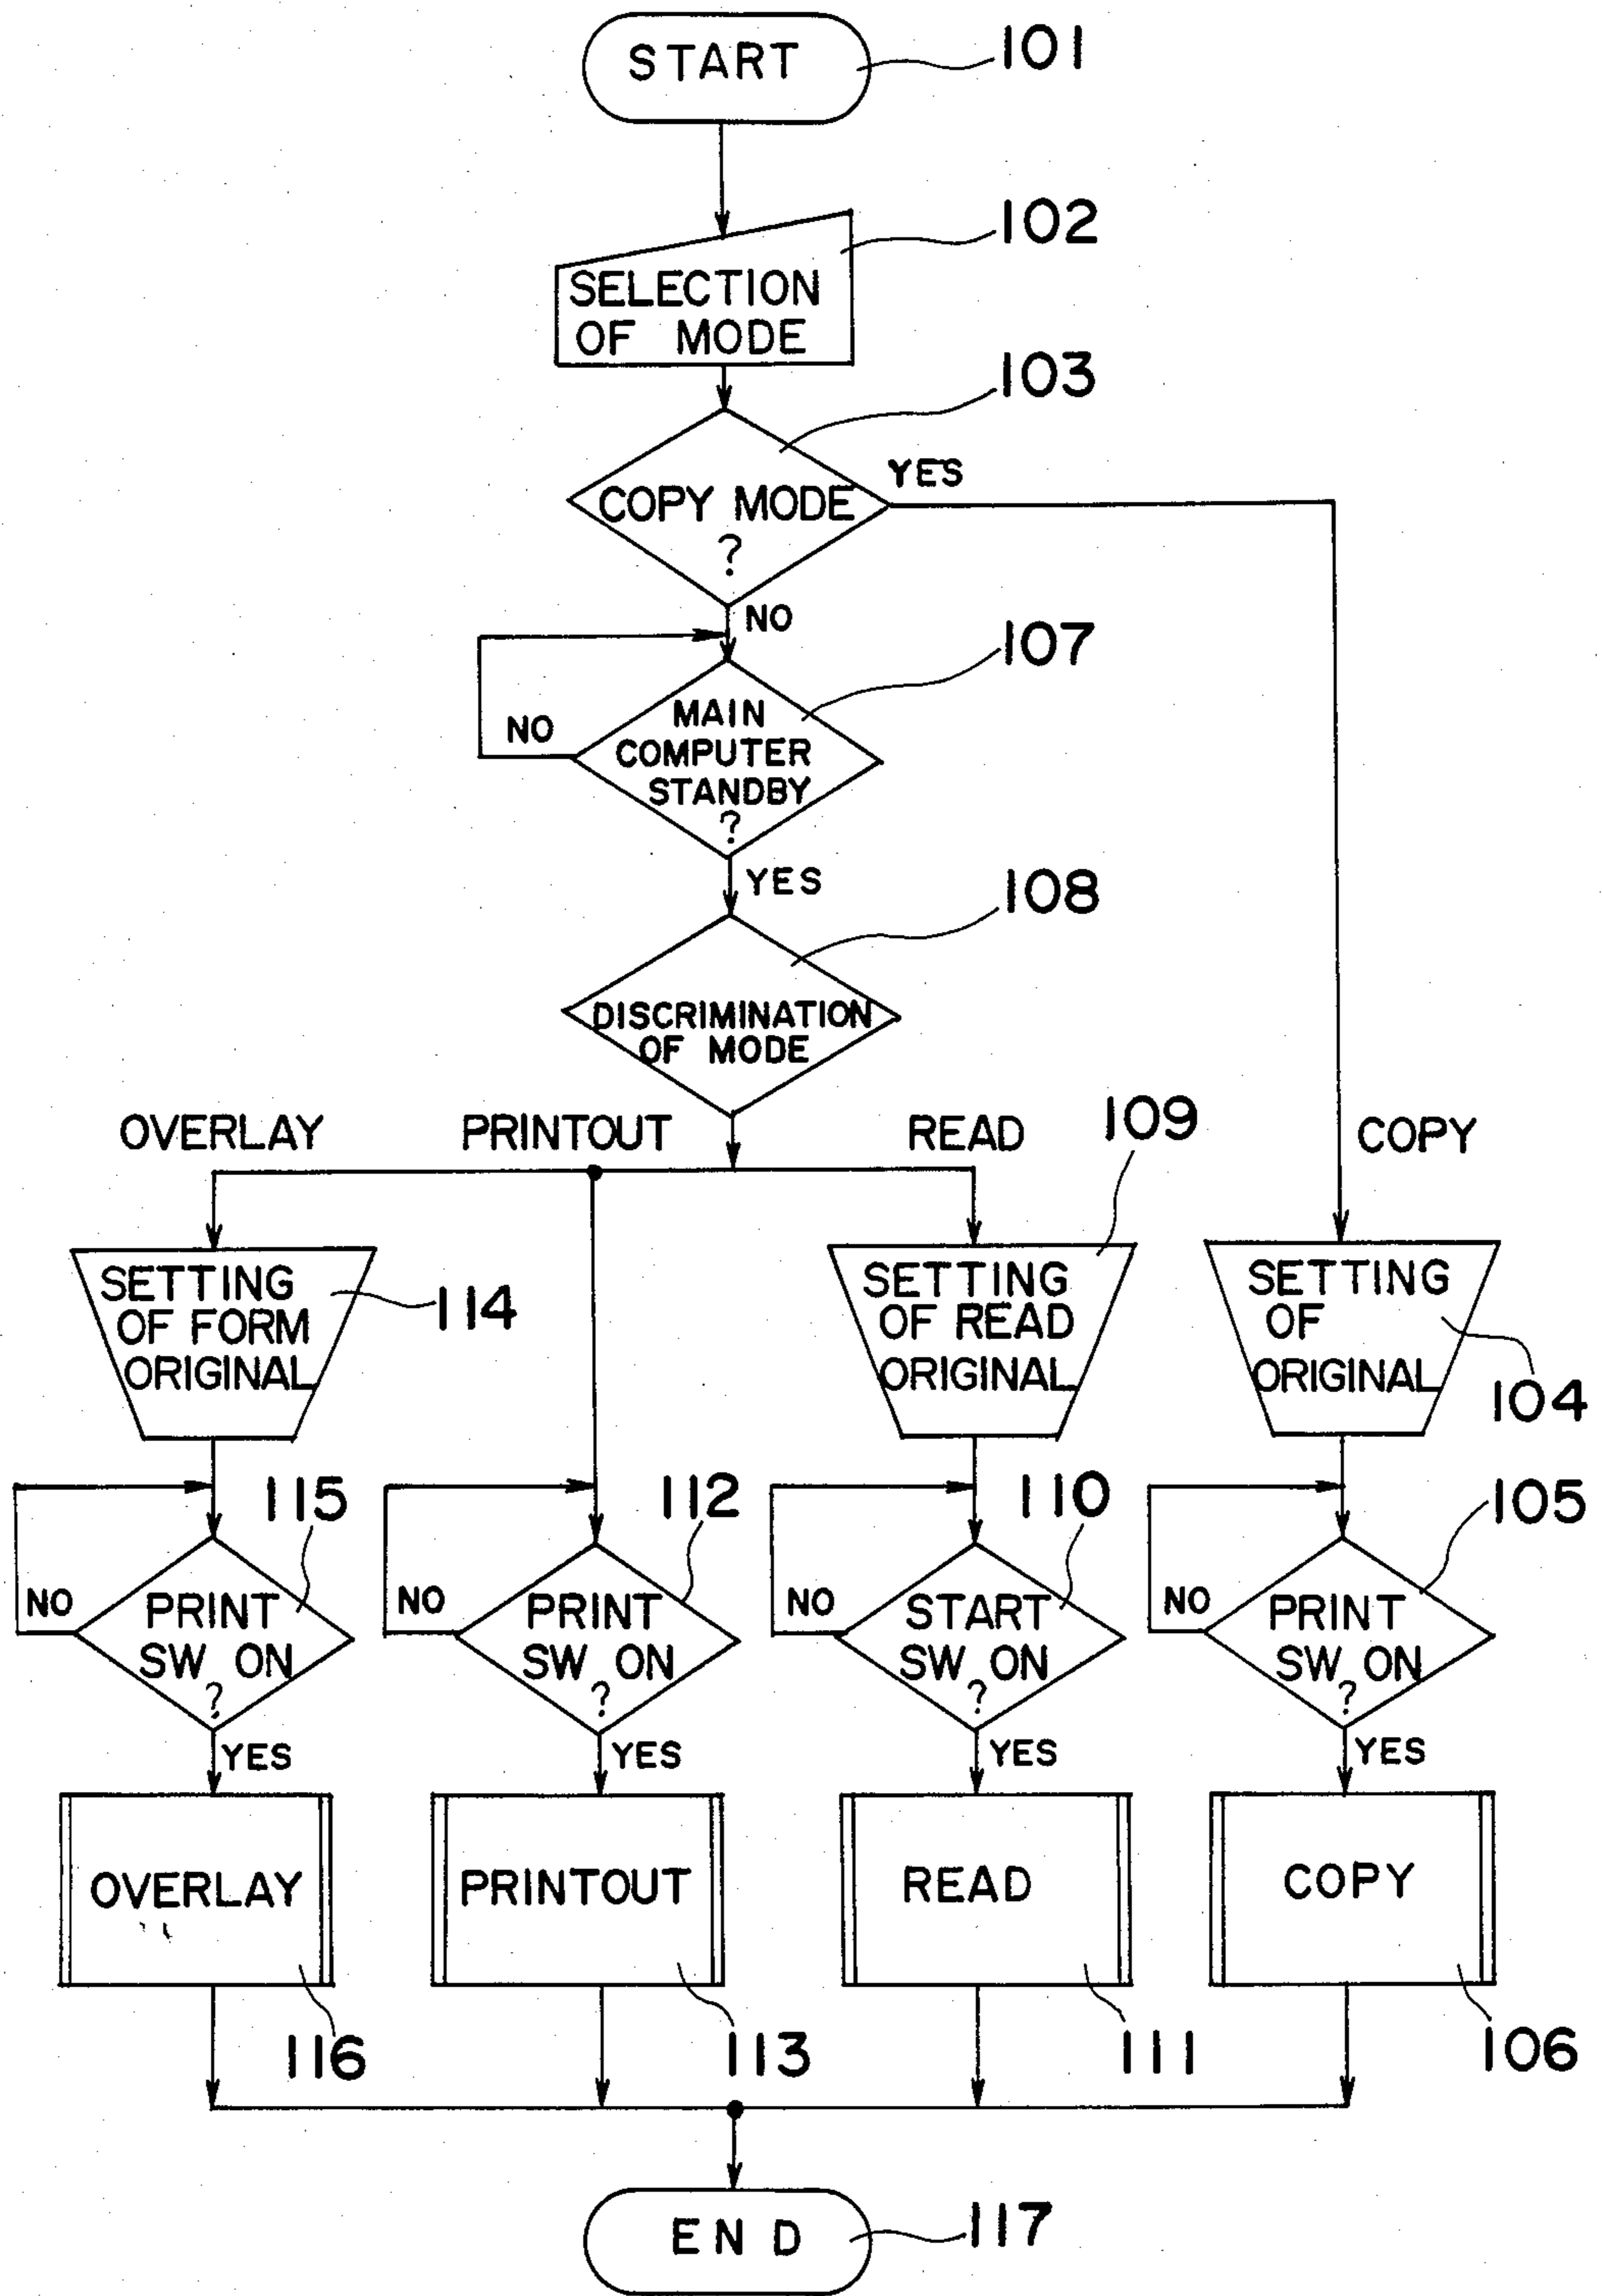 START
101
102
SELECTION
OF MODE
103
YES
COPY MODE
?
NO
107
NO
MAIN
COMPUTER
STANDBY
?
YES
108
DISCRIMINATION
OF MODE
OVERLAY
PRINTOUT
READ
109
COPY
SETTING
OF FORM
ORIGINAL
114
SETTING
OF READ
ORIGINAL
SETTING
OF
ORIGINAL
104
115
112
110
105
NO
PRINT
SW ON
?
NO
PRINT
SW ON
?
NO
START
SW ON
?
NO
PRINT
SW ON
?
YES
YES
YES
YES
OVERLAY
PRINTOUT
READ
COPY
116
113
111
106
END
117